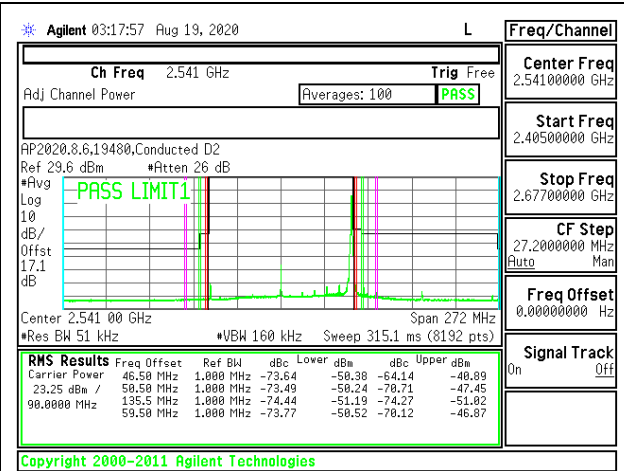 Agilent 03:17:57 Aug 19, 2020 L
Ch Freq 2.541 GHz Trig Free
Adj Channel Power Averages: 100 PASS
AP2020.8.6,19480,Conducted D2
Ref 29.6 dBm #Atten 26 dB
#Avg
Log
10
dB/
Offst
17.1
dB
PASS LIMIT1
Center 2.541 00 GHz Span 272 MHz
#Res BW 51 kHz #VBW 160 kHz Sweep 315.1 ms (8192 pts)
RMS Results Freq Offset Ref BW dBc Lower dBm dBc Upper dBm
Carrier Power 46.50 MHz 1.000 MHz -73.64 -50.38 -64.14 -40.89
23.25 dBm / 50.50 MHz 1.000 MHz -73.49 -50.24 -70.71 -47.45
90.0000 MHz 135.5 MHz 1.000 MHz -74.44 -51.19 -74.27 -51.02
59.50 MHz 1.000 MHz -73.77 -50.52 -70.12 -46.87
Copyright 2000-2011 Agilent Technologies
Freq/Channel
Center Freq
2.54100000 GHz
Start Freq
2.40500000 GHz
Stop Freq
2.67700000 GHz
CF Step
27.2000000 MHz
Auto Man
Freq Offset
0.00000000 Hz
Signal Track
On Off